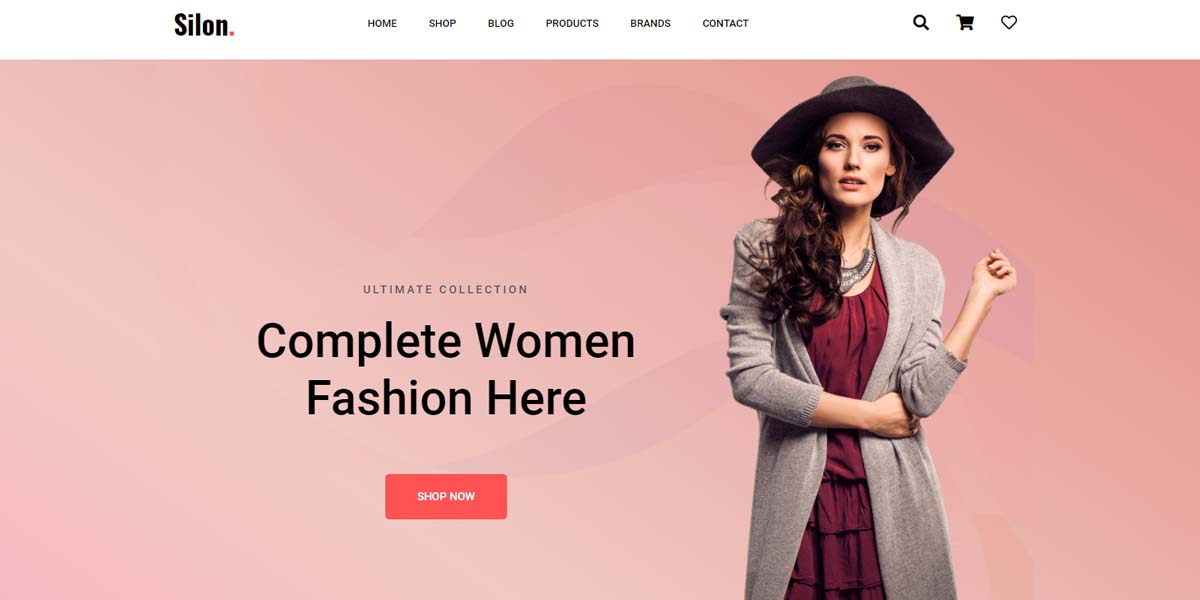 Silon.
HOME SHOP BLOG PRODUCTS BRANDS CONTACT
ULTIMATE COLLECTION
Complete Women
Fashion Here
SHOP NOW